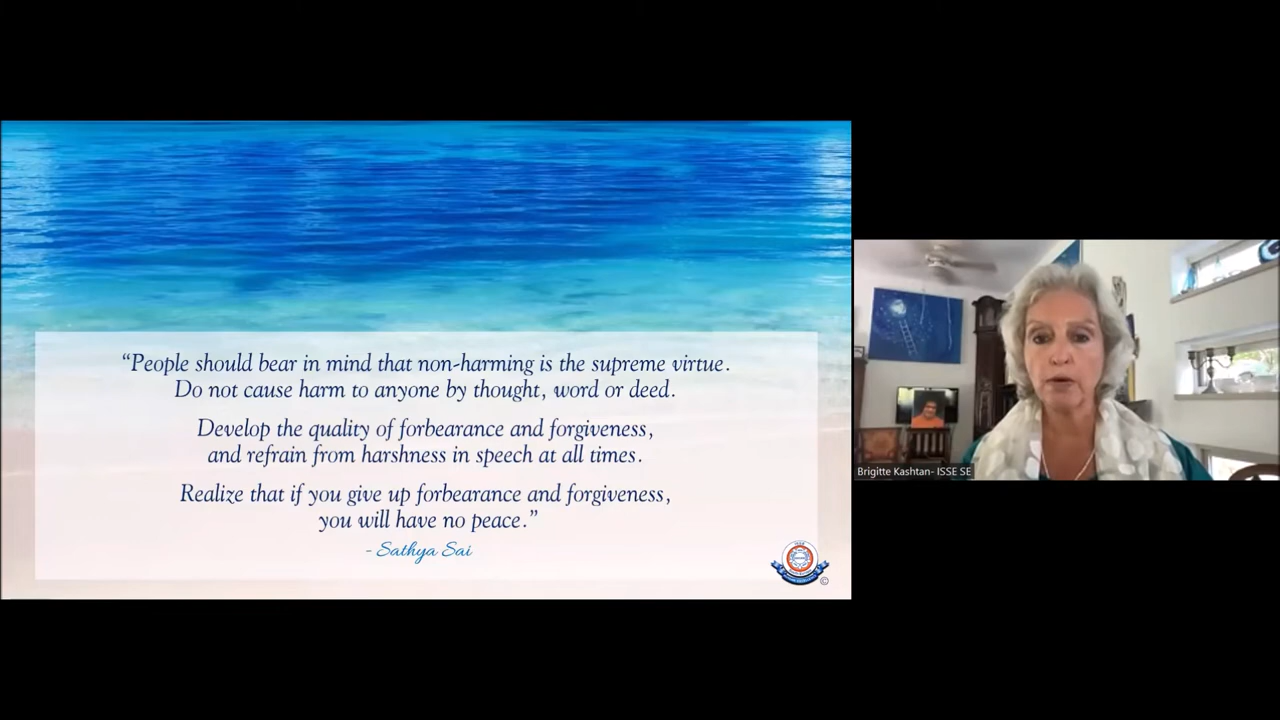 “People should bear in mind that non-harming is the supreme virtue.
Do not cause harm to anyone by thought, word or deed.
Develop the quality of forbearance and forgiveness,
and refrain from harshness in speech at all times.
Realize that if you give up forbearance and forgiveness,
you will have no peace.”
- Sathya Sai
©
Brigitte Kashtan- ISSE SE